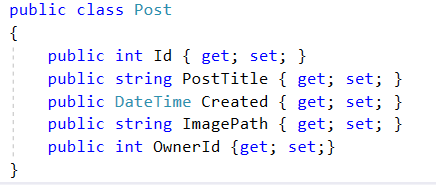 public class Post
{
    public int Id { get; set; }
    public string PostTitle { get; set; }
    public DateTime Created { get; set; }
    public string ImagePath { get; set; }
    public int OwnerId {get; set;}
}